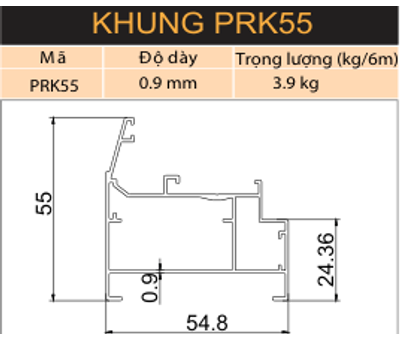 KHUNG PRK55
Mã Độ dày Trọng lượng (kg/6m)
PRK55 0.9 mm 3.9 kg
55
0.9
24.36
54.8